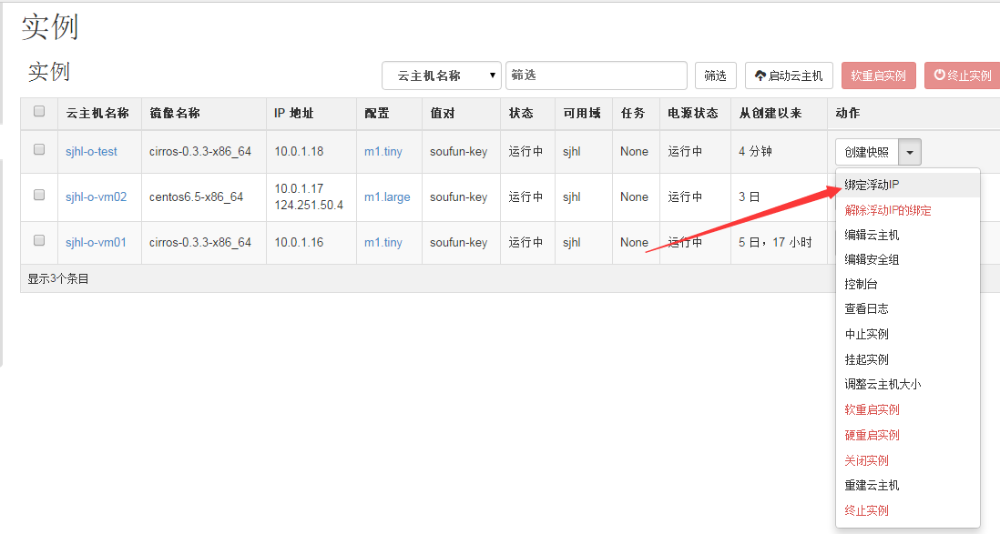 实例
实例
云主机名称 筛选 筛选 启动云主机 软重启实例 终止实例
云主机名称 镜像名称 IP 地址 配置 值对 状态 可用域 任务 电源状态 从创建以来 动作
sjhl-o-test cirros-0.3.3-x86_64 10.0.1.18 m1.tiny soufun-key 运行中 sjhl None 运行中 4 分钟 创建快照
sjhl-o-vm02 centos6.5-x86_64 10.0.1.17 m1.large soufun-key 运行中 sjhl None 运行中 3 日
124.251.50.4
sjhl-o-vm01 cirros-0.3.3-x86_64 10.0.1.16 m1.tiny soufun-key 运行中 sjhl None 运行中 5 日，17 小时
显示3个条目
绑定浮动IP
解除浮动IP的绑定
编辑云主机
编辑安全组
控制台
查看日志
中止实例
挂起实例
调整云主机大小
软重启实例
硬重启实例
关闭实例
重建云主机
终止实例